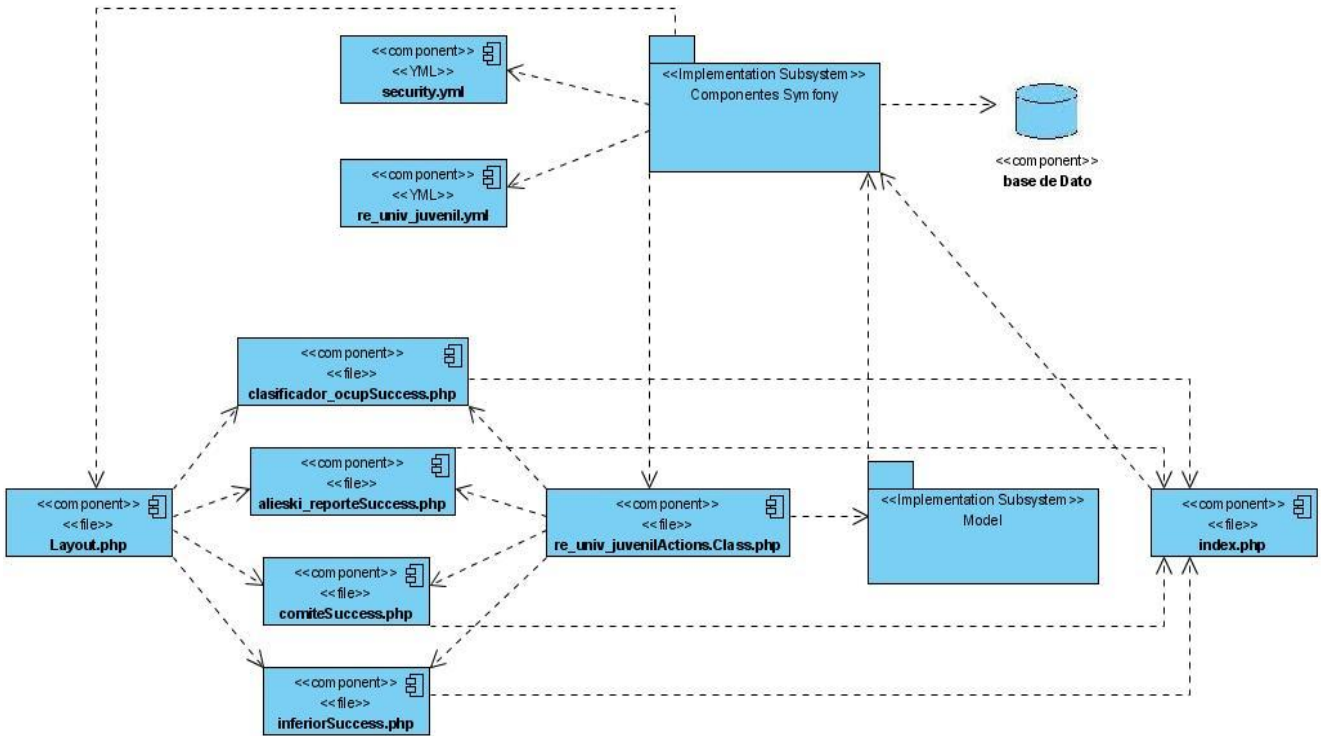 <<component>>
<<YML>>
security.yml
<<Implementation Subsystem>>
Componentes Symfony
<<component>>
base de Dato
<<component>>
<<YML>>
re_univ_juvenil.yml
<<component>>
<<file>>
clasificador_ocupSuccess.php
<<component>>
<<file>>
alieski_reporteSuccess.php
<<component>>
<<file>>
Layout.php
<<component>>
<<file>>
re_univ_juvenilActions.Class.php
<<Implementation Subsystem>>
Model
<<component>>
<<file>>
index.php
<<component>>
<<file>>
comiteSuccess.php
<<component>>
<<file>>
inferiorSuccess.php